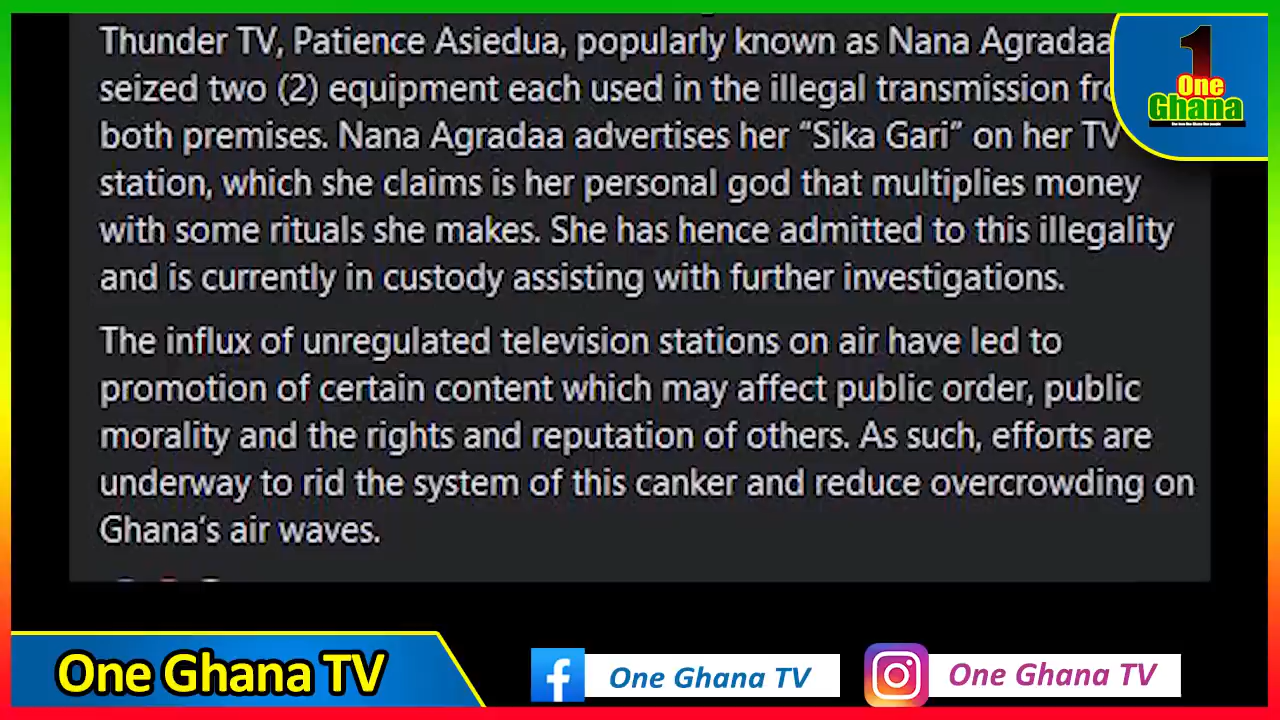 Thunder TV, Patience Asiedua, popularly known as Nana Agradaa
seized two (2) equipment each used in the illegal transmission
both premises. Nana Agradaa advertises her “Sika Gari” on her TV
station, which she claims is her personal god that multiplies money
with some rituals she makes. She has hence admitted to this illegality
and is currently in custody assisting with further investigations.
The influx of unregulated television stations on air have led to
promotion of certain content which may affect public order, public
morality and the rights and reputation of others. As such, efforts are
underway to rid the system of this canker and reduce overcrowding on
Ghana’s air waves.
1
One
Ghana
One Ghana TV
One Ghana TV
One Ghana TV